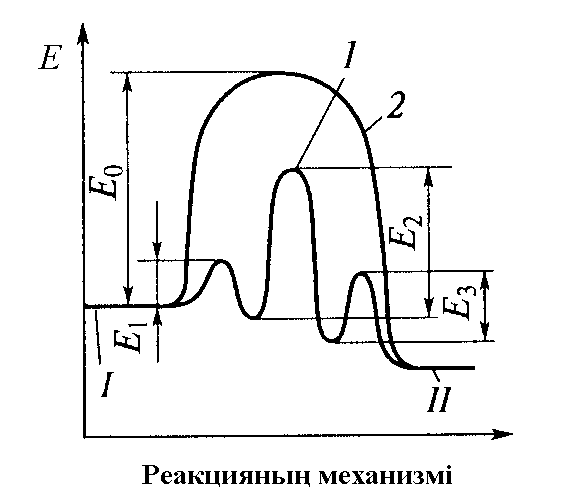 E
1
2
E₀
E₂
E₁
E₃
I
II
Реакцияның механизмі